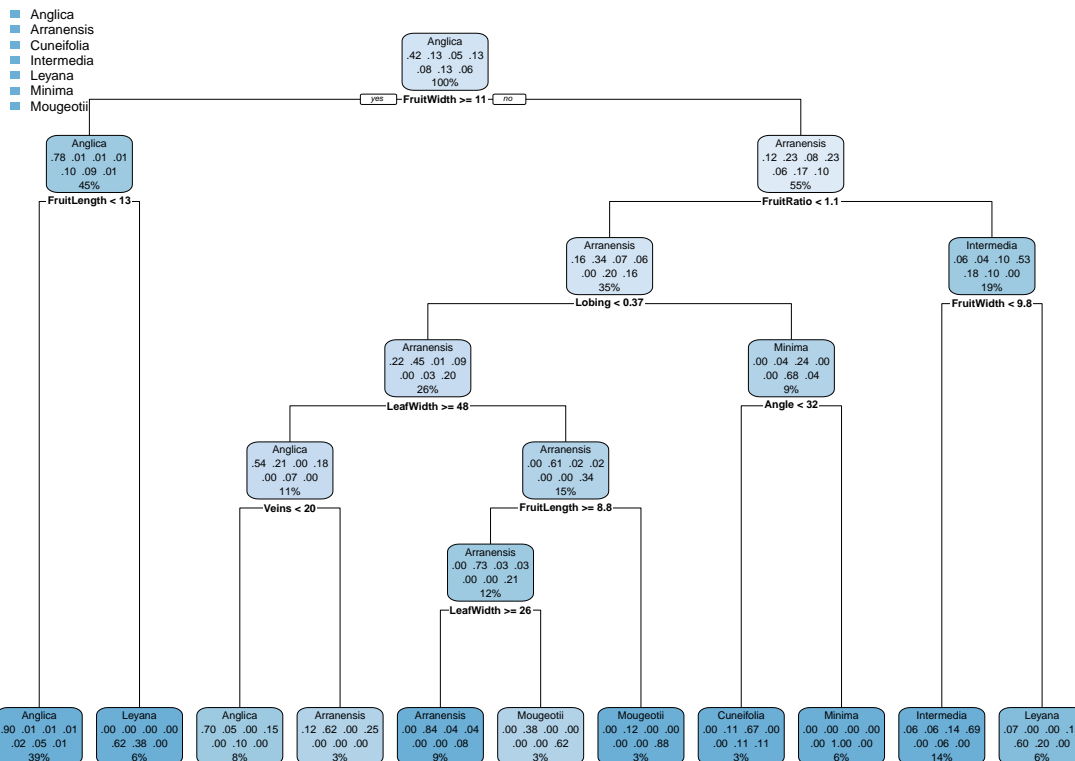 Anglica
Arranensis
Cuneifolia
Intermedia
Leyana
Minima
Mougeotii
Anglica
.42 .13 .05 .13
.08 .13 .06
100%
yes FruitWidth >= 11 no
Anglica
.78 .01 .01 .01
.10 .09 .01
45%
FruitLength < 13
Arranensis
.12 .23 .08 .23
.06 .17 .10
55%
FruitRatio < 1.1
Arranensis
.16 .34 .07 .06
.00 .20 .16
35%
Lobing < 0.37
Intermedia
.06 .04 .10 .53
.18 .10 .00
19%
FruitWidth < 9.8
Arranensis
.22 .45 .01 .09
.00 .03 .20
26%
LeafWidth >= 48
Minima
.00 .04 .24 .00
.00 .68 .04
9%
Angle < 32
Anglica
.54 .21 .00 .18
.00 .07 .00
11%
Veins < 20
Arranensis
.00 .61 .02 .02
.00 .00 .34
15%
FruitLength >= 8.8
Arranensis
.00 .73 .03 .03
.00 .00 .21
12%
LeafWidth >= 26
Anglica
.90 .01 .01 .01
.02 .05 .01
39%
Leyana
.00 .00 .00 .00
.62 .38 .00
6%
Anglica
.70 .05 .00 .15
.00 .10 .00
8%
Arranensis
.12 .62 .00 .25
.00 .00 .00
3%
Arranensis
.00 .84 .04 .04
.00 .00 .08
9%
Mougeotii
.00 .38 .00 .00
.00 .00 .62
3%
Mougeotii
.00 .12 .00 .00
.00 .00 .88
3%
Cuneifolia
.00 .11 .67 .00
.00 .11 .11
3%
Minima
.00 .00 .00 .00
.00 1.00 .00
6%
Intermedia
.06 .06 .14 .69
.00 .06 .00
14%
Leyana
.07 .00 .00
.60 .20 .00
6%